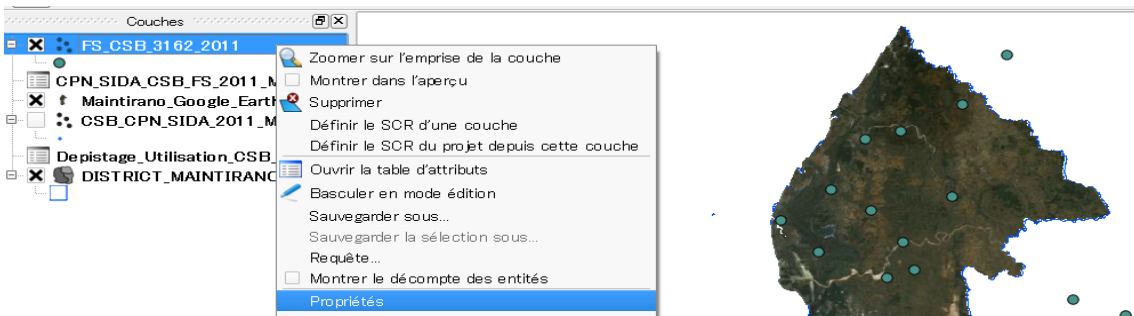 Couches
FS_CSB_3162_2011
CPN_SIDA_CSB_FS_2011_M
Maintirano_Google_Earth
CSB_CPN_SIDA_2011_M
Depistage_Utilisation_CSB_
DISTRICT_MAINTIRANO
Zoomer sur l'emprise de la couche
Montrer dans l'aperçu
Supprimer
Définir le SCR d'une couche
Définir le SCR du projet depuis cette couche
Ouvrir la table d'attributs
Basculer en mode édition
Sauvegarder sous...
Sauvegarder la sélection sous...
Requête...
Montrer le décompte des entités
Propriétés